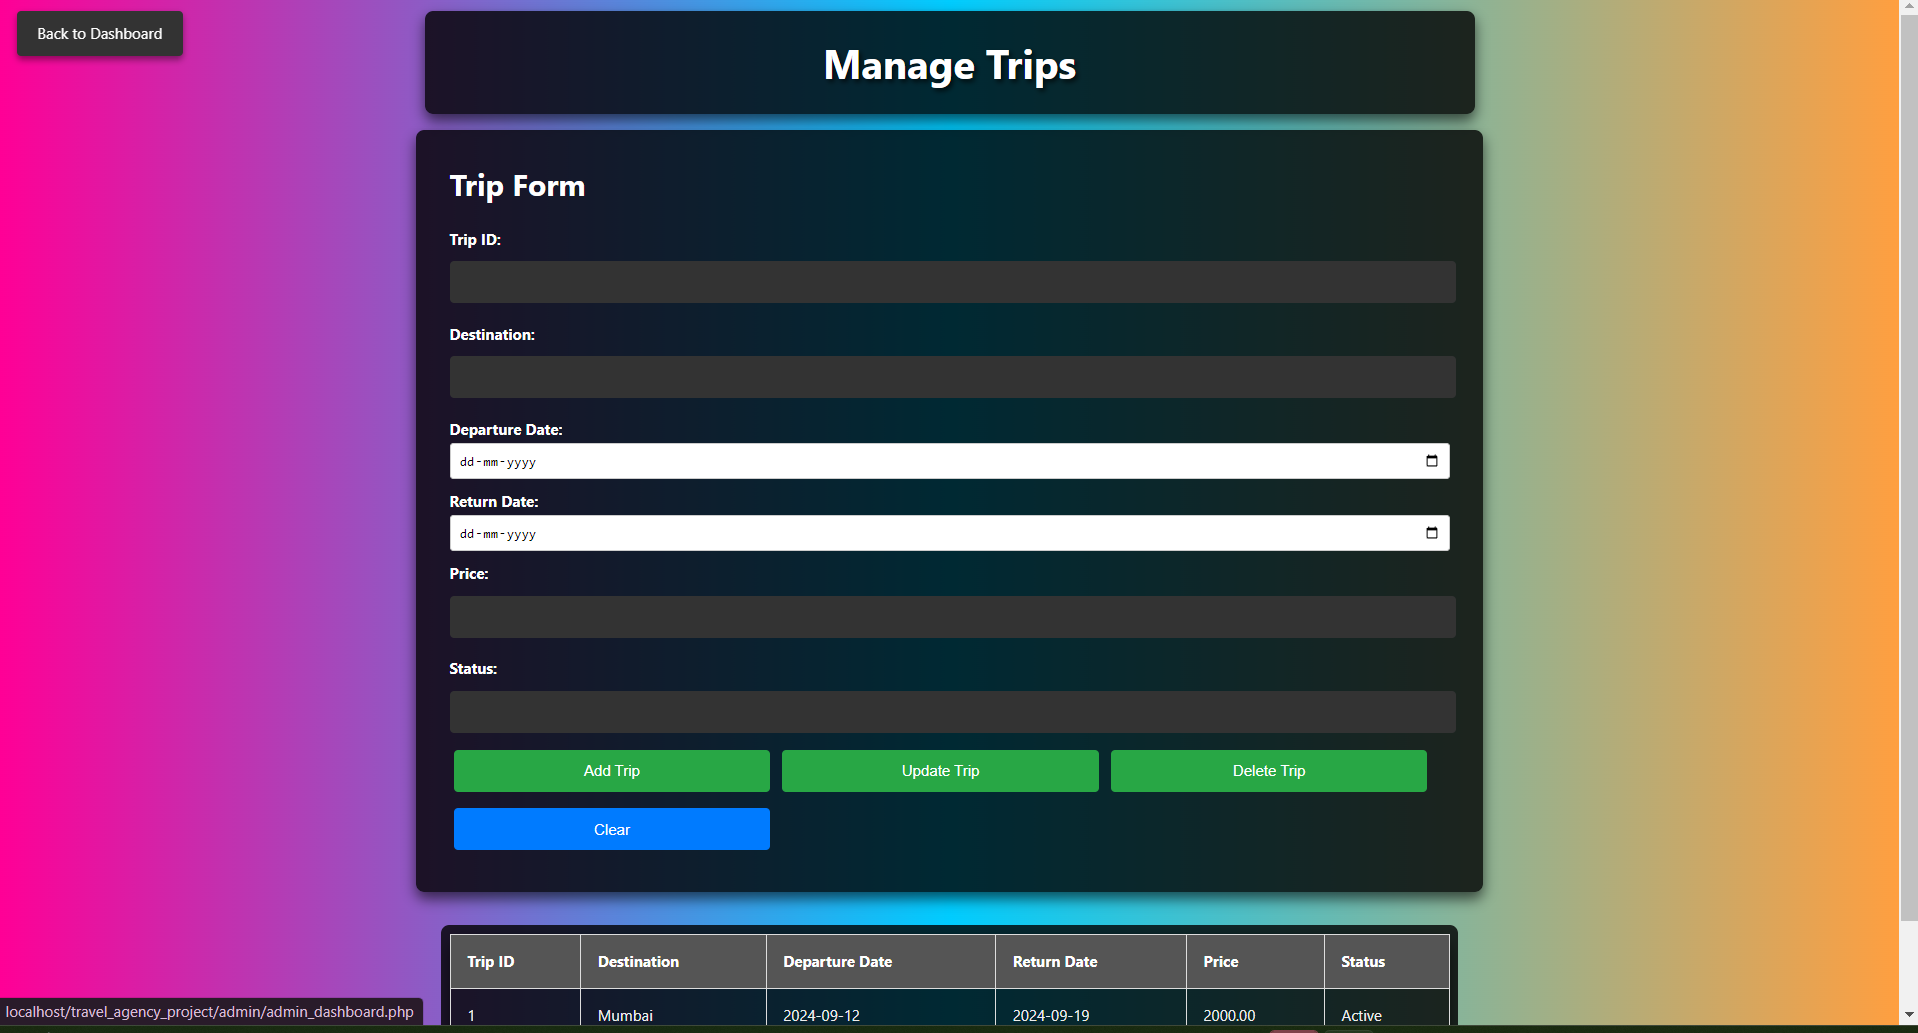 Back to Dashboard
Manage Trips
Trip Form
Trip ID:
Destination:
Departure Date:
dd-mm-yyyy
Return Date:
dd-mm-yyyy
Price:
Status:
Add Trip Update Trip Delete Trip
Clear
Trip ID Destination Departure Date Return Date Price Status
1 Mumbai 2024-09-12 2024-09-19 2000.00 Active
localhost/travel_agency_project/admin/admin_dashboard.php